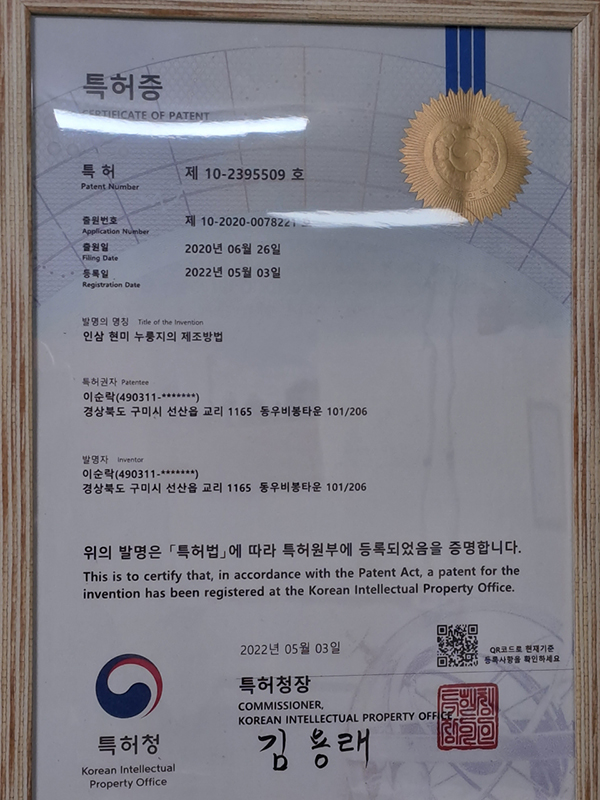 특허증
CERTIFICATE OF PATENT
특 허 제 10-2395509 호
Patent Number
출원번호 제 10-2020-0078221 호
Application Number
출원일 2020년 06월 26일
Filing Date
등록일 2022년 05월 03일
Registration Date
발명의 명칭 Title of the Invention
인삼 현미 누룽지의 제조방법
특허권자 Patentee
이순락(490311-*******)
경상북도 구미시 선산읍 교리 1165 동우비봉타운 101/206
발명자 Inventor
이순락(490311-*******)
경상북도 구미시 선산읍 교리 1165 동우비봉타운 101/206
위의 발명은 「특허법」에 따라 특허원부에 등록되었음을 증명합니다.
This is to certify that, in accordance with the Patent Act, a patent for the
invention has been registered at the Korean Intellectual Property Office.
2022년 05월 03일
QR코드로 현재기준
등록사항을 확인하세요
특허청장
COMMISSIONER,
KOREAN INTELLECTUAL PROPERTY OFFICE
김용래
특허청
Korean Intellectual
Property Office